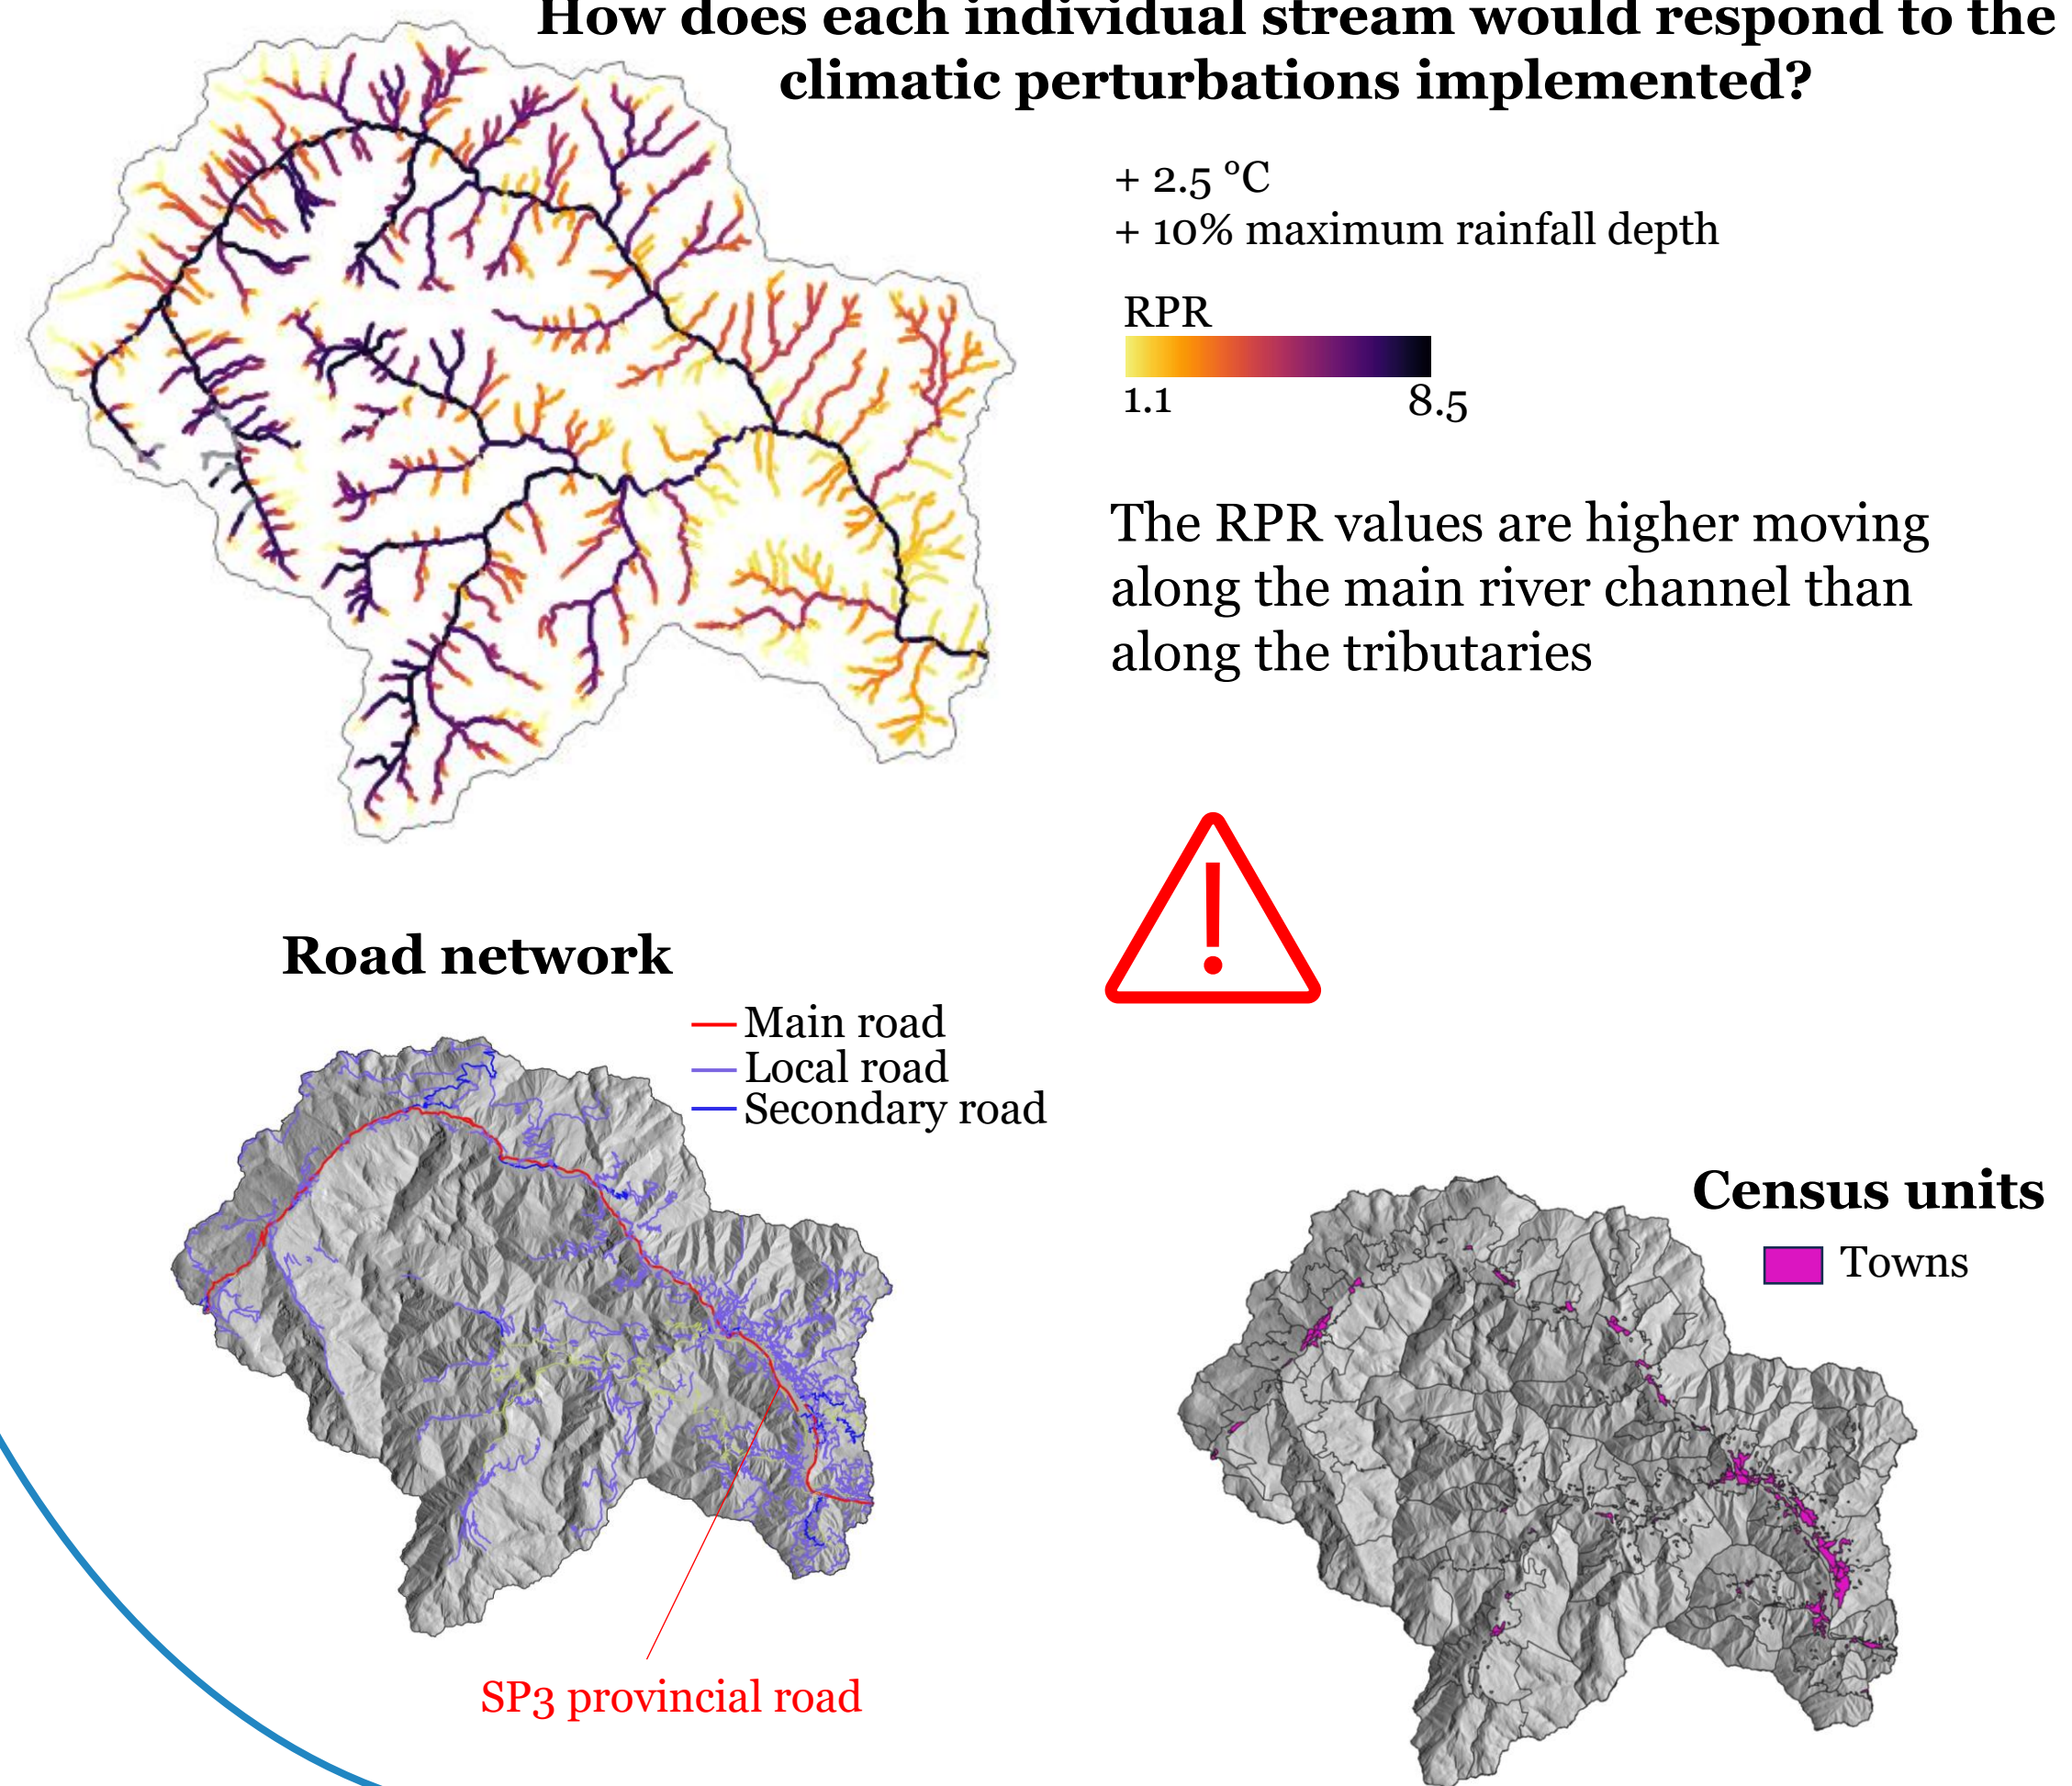 How does each individual stream would respond to the
climatic perturbations implemented?
+ 2.5 °C
+ 10% maximum rainfall depth
RPR
1.1
8.5
The RPR values are higher moving
along the main river channel than
along the tributaries
Road network
Main road
Local road
Secondary road
SP3 provincial road
Census units
Towns